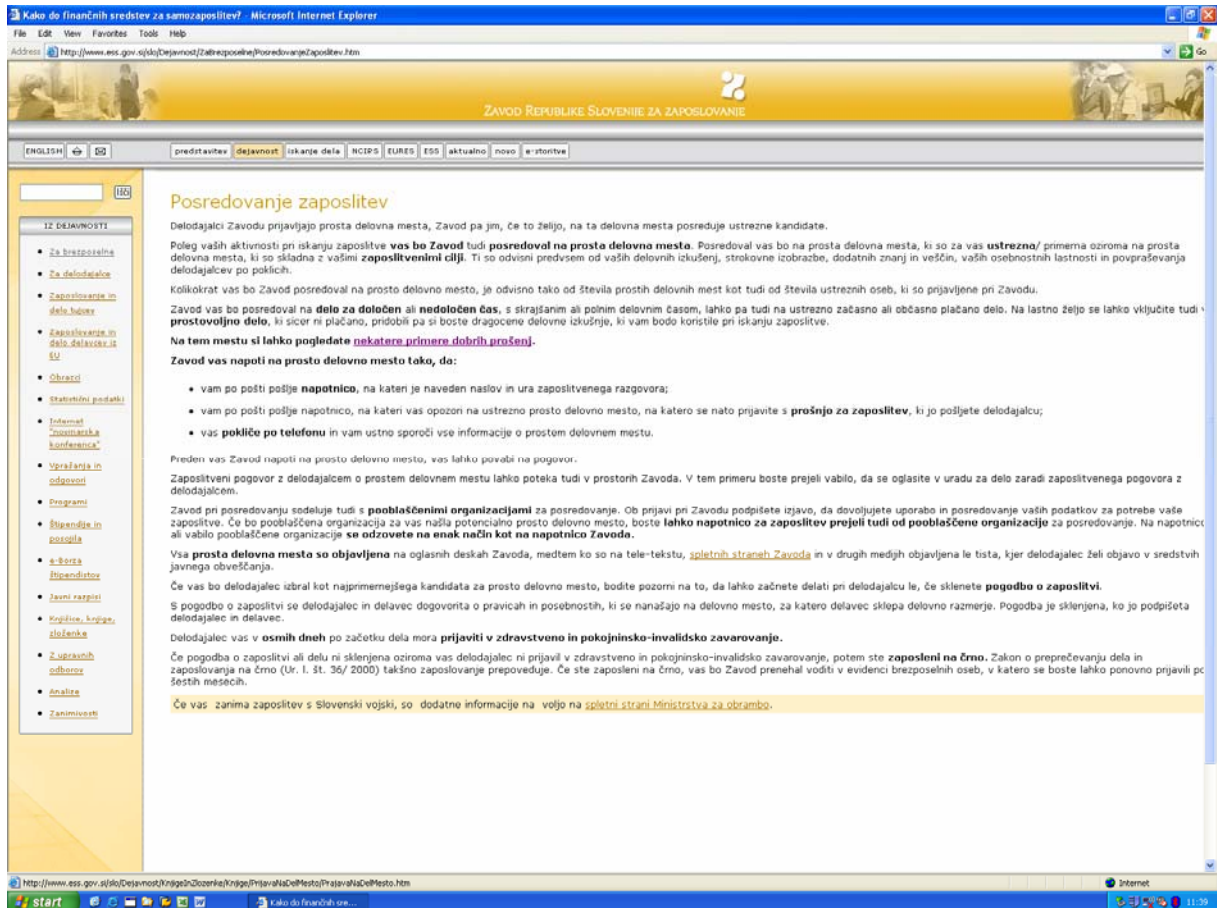 Kako do finančnih sredstev za samozaposlitev? - Microsoft Internet Explorer
File Edit View Favorites Tools Help
Address http://www.ess.gov.si/slo/Dejavnost/ZaBrezposelne/PosredovanjeZaposlitev.htm Go
ZAVOD REPUBLIKE SLOVENIJE ZA ZAPOSLOVANJE
ENGLISH predstavitev dejavnost iskanje dela NCIPS EURES ESS aktualno novo e-storitve
Išči
IZ DEJAVNOSTI
Za brezposelne
Za delodajalce
Zaposlovanje in
delo tujcev
Zaposlovanje in
delo delavcev iz
EU
Obrazci
Statistični podatki
Internet
"novinarska
konferenca"
Vprašanja in
odgovori
Programi
Štipendije in
posojila
e-Borza
štipendistov
Javni razpisi
Knjižice, knjige,
zloženke
Z upravnih
odborov
Analize
Zanimivosti
Posredovanje zaposlitev
Delodajalci Zavodu prijavljajo prosta delovna mesta, Zavod pa jim, če to želijo, na ta delovna mesta posreduje ustrezne kandidate.
Poleg vaših aktivnosti pri iskanju zaposlitve vas bo Zavod tudi posredoval na prosta delovna mesta. Posredoval vas bo na prosta delovna mesta, ki so za vas ustrezna/ primerna oziroma na prosta
delovna mesta, ki so skladna z vašimi zaposlitvenimi cilji. Ti so odvisni predvsem od vaših delovnih izkušenj, strokovne izobrazbe, dodatnih znanj in veščin, vaših osebnostnih lastnosti in povpraševanja
delodajalcev po poklicih.
Kolikokrat vas bo Zavod posredoval na prosto delovno mesto, je odvisno tako od števila prostih delovnih mest kot tudi od števila ustreznih oseb, ki so prijavljene pri Zavodu.
Zavod vas bo posredoval na delo za določen ali nedoločen čas, s skrajšanim ali polnim delovnim časom, lahko pa tudi na ustrezno začasno ali občasno plačano delo. Na lastno željo se lahko vključite tudi v
prostovoljno delo, ki sicer ni plačano, pridobili pa si boste dragocene delovne izkušnje, ki vam bodo koristile pri iskanju zaposlitve.
Na tem mestu si lahko pogledate nekatere primere dobrih prošenj.
Zavod vas napoti na prosto delovno mesto tako, da:
vam po pošti pošlje napotnico, na kateri je naveden naslov in ura zaposlitvenega razgovora;
vam po pošti pošlje napotnico, na kateri vas opozori na ustrezno prosto delovno mesto, na katero se nato prijavite s prošnjo za zaposlitev, ki jo pošljete delodajalcu;
vas pokliče po telefonu in vam ustno sporoči vse informacije o prostem delovnem mestu.
Preden vas Zavod napoti na prosto delovno mesto, vas lahko povabi na pogovor.
Zaposlitveni pogovor z delodajalcem o prostem delovnem mestu lahko poteka tudi v prostorih Zavoda. V tem primeru boste prejeli vabilo, da se oglasite v uradu za delo zaradi zaposlitvenega pogovora z
delodajalcem.
Zavod pri posredovanju sodeluje tudi s pooblaščenimi organizacijami za posredovanje. Ob prijavi pri Zavodu podpišete izjavo, da dovoljujete uporabo in posredovanje vaših podatkov za potrebe vaše
zaposlitve. Če bo pooblaščena organizacija za vas našla potencialno prosto delovno mesto, boste lahko napotnico za zaposlitev prejeli tudi od pooblaščene organizacije za posredovanje. Na napotnico
ali vabilo pooblaščene organizacije se odzovete na enak način kot na napotnico Zavoda.
Vsa prosta delovna mesta so objavljena na oglasnih deskah Zavoda, medtem ko so na tele-tekstu, spletnih straneh Zavoda in v drugih medijih objavljena le tista, kjer delodajalec želi objavo v sredstvih
javnega obveščanja.
Če vas bo delodajalec izbral kot najprimernejšega kandidata za prosto delovno mesto, bodite pozorni na to, da lahko začnete delati pri delodajalcu le, če sklenete pogodbo o zaposlitvi.
S pogodbo o zaposlitvi se delodajalec in delavec dogovorita o pravicah in posebnostih, ki se nanašajo na delovno mesto, za katero delavec sklepa delovno razmerje. Pogodba je sklenjena, ko jo podpišeta
delodajalec in delavec.
Delodajalec vas v osmih dneh po začetku dela mora prijaviti v zdravstveno in pokojninsko-invalidsko zavarovanje.
Če pogodba o zaposlitvi ali delu ni sklenjena oziroma vas delodajalec ni prijavil v zdravstveno in pokojninsko-invalidsko zavarovanje, potem ste zaposleni na črno. Zakon o preprečevanju dela in
zaposlovanja na črno (Ur. l. št. 36/ 2000) takšno zaposlovanje prepoveduje. Če ste zaposleni na črno, vas bo Zavod prenehal voditi v evidenci brezposelnih oseb, v katero se boste lahko ponovno prijavili po
šestih mesecih.
Če vas zanima zaposlitev s Slovenski vojski, so dodatne informacije na voljo na spletni strani Ministrstva za obrambo.
http://www.ess.gov.si/slo/Dejavnost/KnjigeInZlozenke/Knjige/PrijavaNaDelMesto/PrajavaNaDelMesto.htm Internet
start Kako do finančnih sre... 11:39